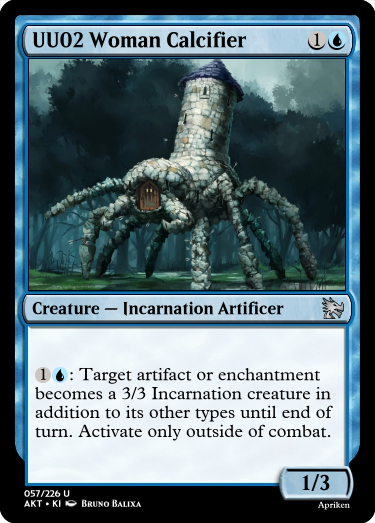 UU02 Woman Calcifier
1
Creature — Incarnation Artificer
1 : Target artifact or enchantment
becomes a 3/3 Incarnation creature in
addition to its other types until end of
turn. Activate only outside of combat.
1/3
057/226 U
AKT • KI Bruno Balixa
Apriken